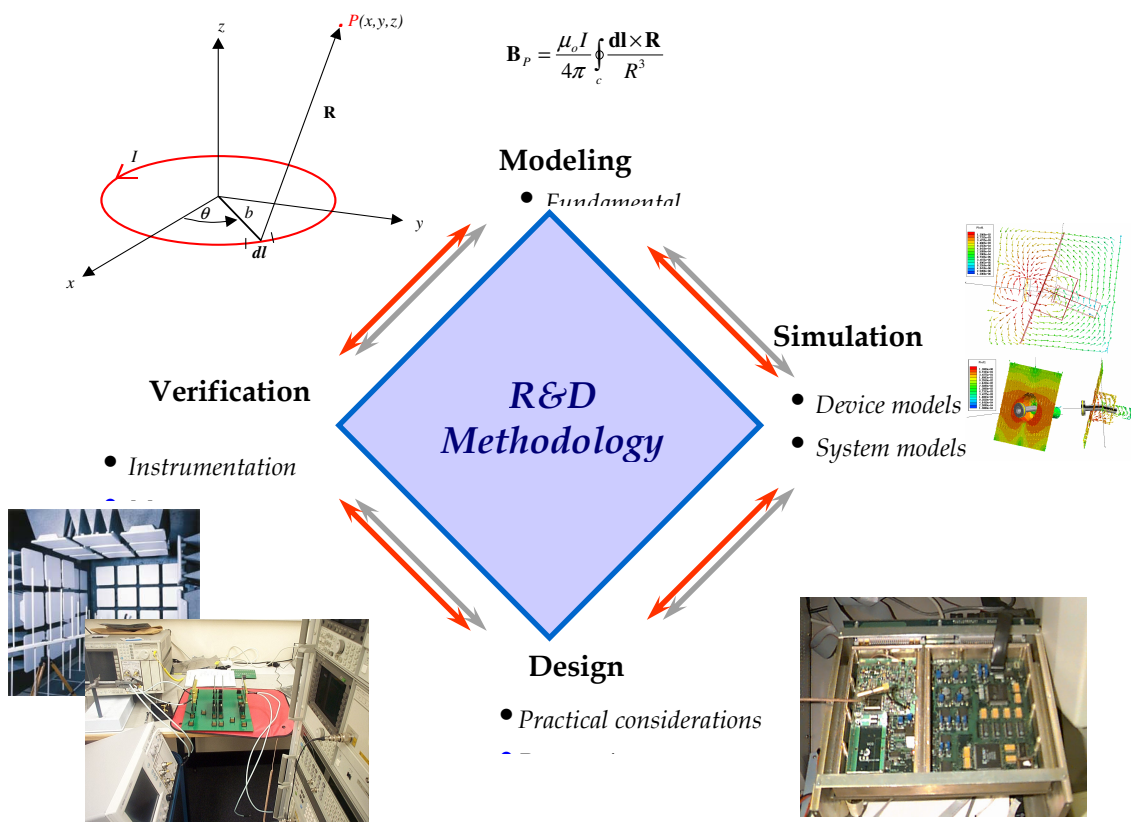 z
P(x,y,z)
R
I
θ
b
dl
y
x
B_P = μ_o I / 4π ∮_c dl × R / R^3
Modeling
• Fundamental
Simulation
• Device models
• System models
Verification
• Instrumentation
R&D
Methodology
Design
• Practical considerations